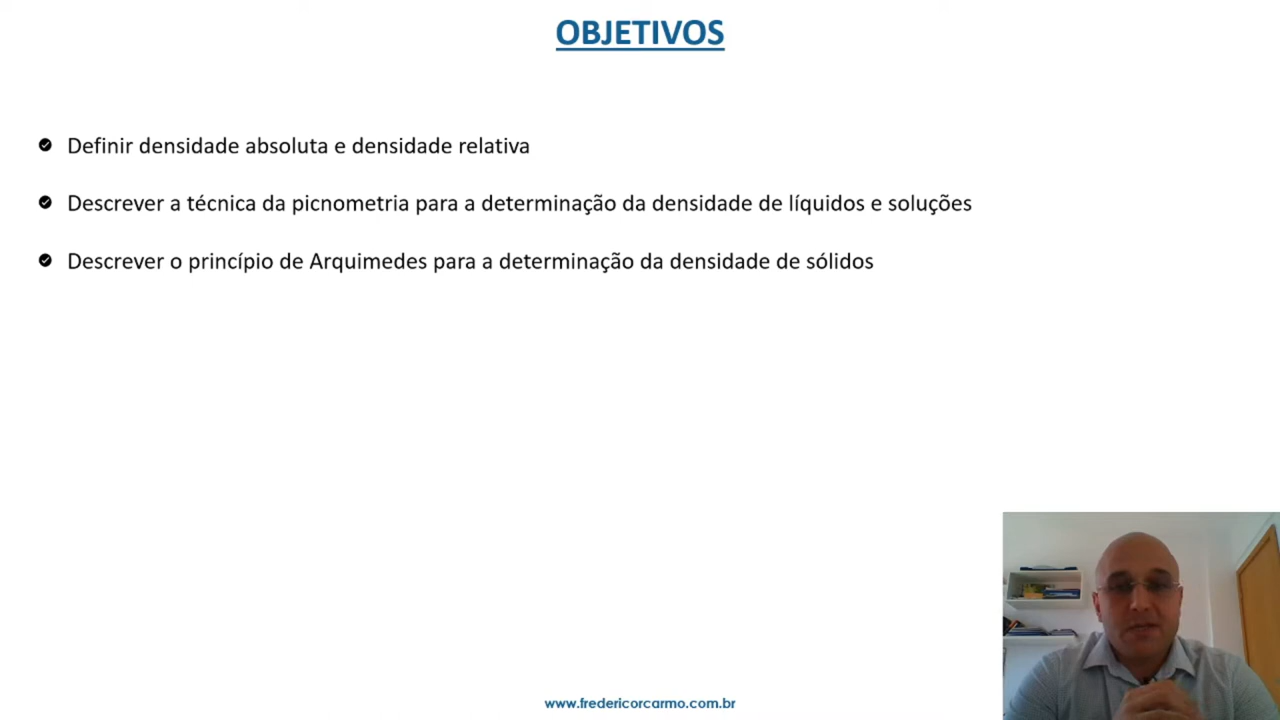 OBJETIVOS
Definir densidade absoluta e densidade relativa
Descrever a técnica da picnometria para a determinação da densidade de líquidos e soluções
Descrever o princípio de Arquimedes para a determinação da densidade de sólidos
www.fredericorcarmo.com.br